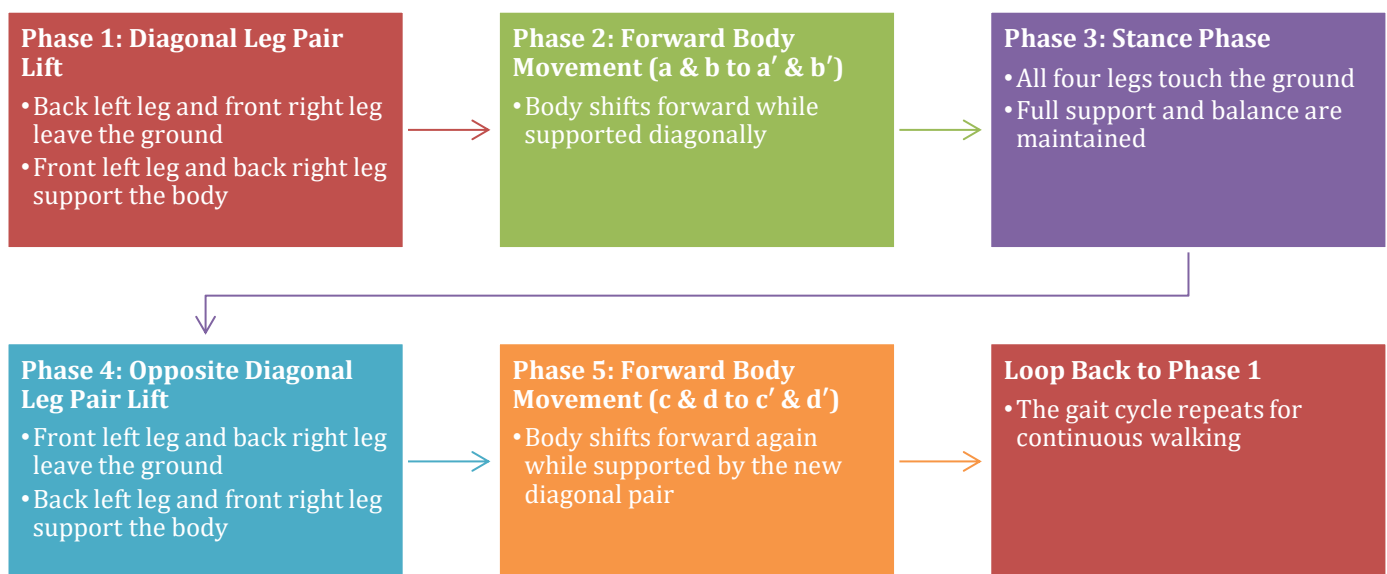 Phase 1: Diagonal Leg Pair
Lift
•Back left leg and front right leg
leave the ground
•Front left leg and back right leg
support the body
Phase 2: Forward Body
Movement (a & b to a′ & b′)
•Body shifts forward while
supported diagonally
Phase 3: Stance Phase
•All four legs touch the ground
•Full support and balance are
maintained
Phase 4: Opposite Diagonal
Leg Pair Lift
•Front left leg and back right leg
leave the ground
•Back left leg and front right leg
support the body
Phase 5: Forward Body
Movement (c & d to c′ & d′)
•Body shifts forward again
while supported by the new
diagonal pair
Loop Back to Phase 1
•The gait cycle repeats for
continuous walking